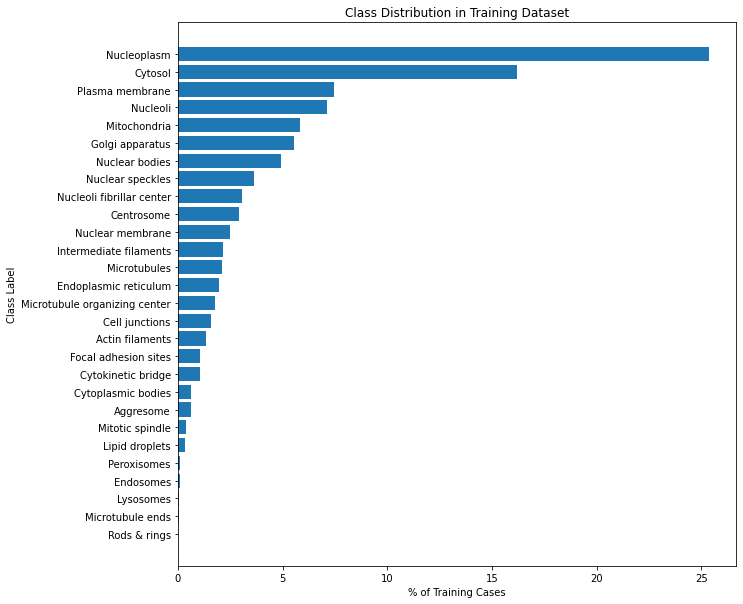 Class Distribution in Training Dataset
Class Label
Nucleoplasm
Cytosol
Plasma membrane
Nucleoli
Mitochondria
Golgi apparatus
Nuclear bodies
Nuclear speckles
Nucleoli fibrillar center
Centrosome
Nuclear membrane
Intermediate filaments
Microtubules
Endoplasmic reticulum
Microtubule organizing center
Cell junctions
Actin filaments
Focal adhesion sites
Cytokinetic bridge
Cytoplasmic bodies
Aggresome
Mitotic spindle
Lipid droplets
Peroxisomes
Endosomes
Lysosomes
Microtubule ends
Rods & rings
0 5 10 15 20 25
% of Training Cases